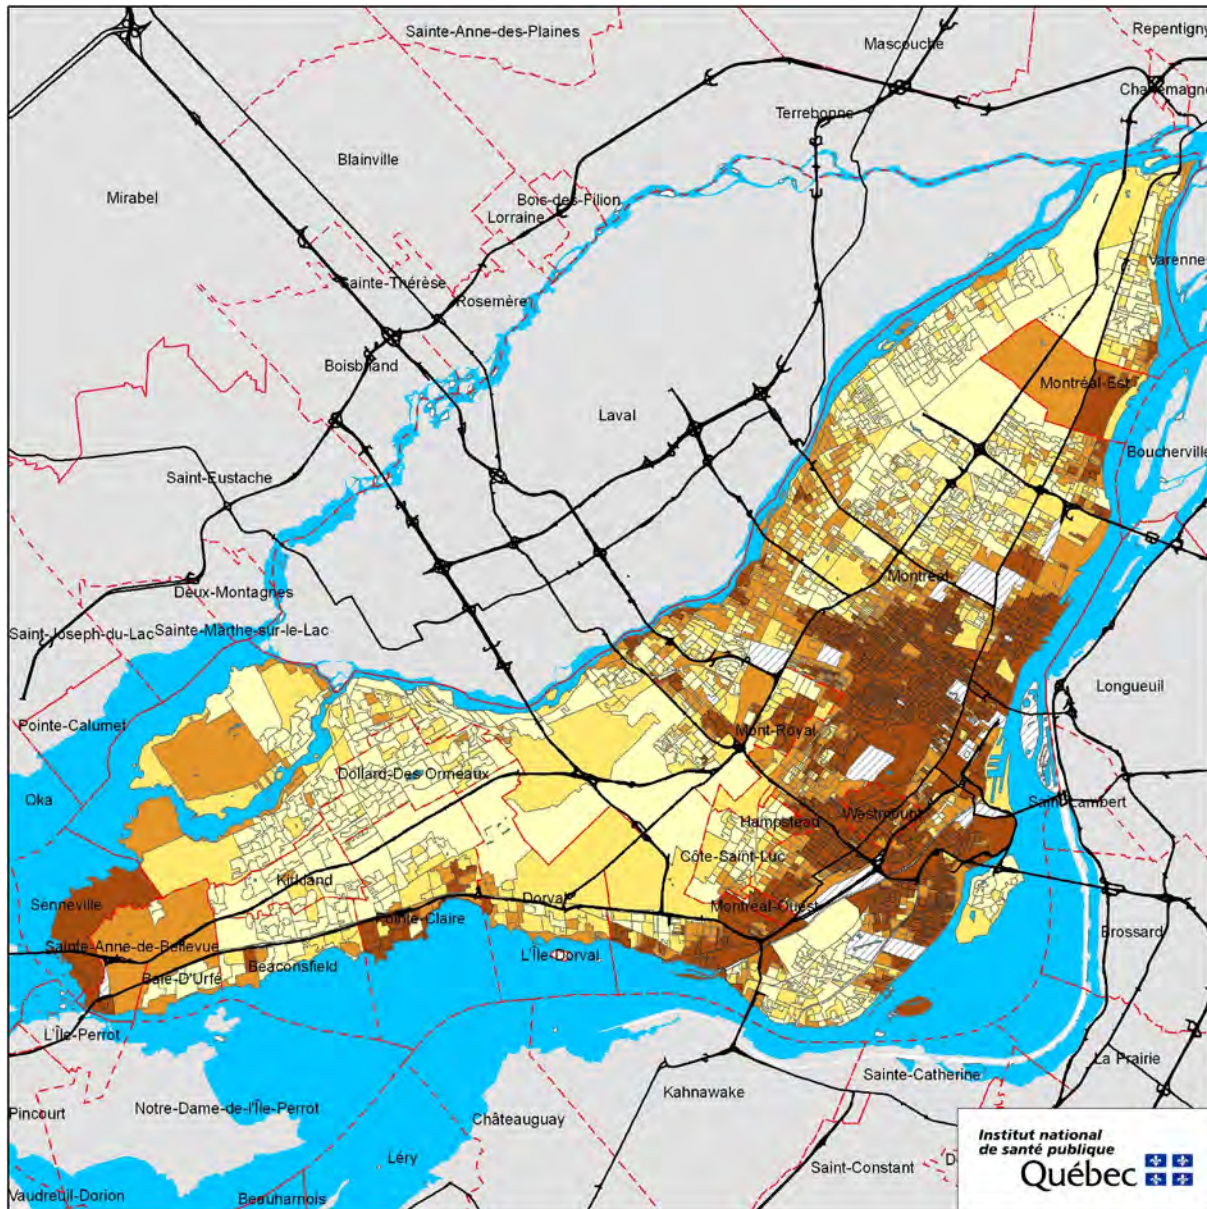 Sainte-Anne-des-Plaines
Repentigny
Mascouche
Charlemagne
Terrebonne
Blainville
Mirabel
Bois-des-Filion
Lorraine
Varennes
Sainte-Thérèse
Rosemère
Boisbriand
Montréal-Est
Laval
Boucherville
Saint-Eustache
Montréal
Deux-Montagnes
Saint-Joseph-du-Lac
Sainte-Marthe-sur-le-Lac
Longueuil
Pointe-Calumet
Mont-Royal
Dollard-Des Ormeaux
Oka
Saint-Lambert
Hampstead
Westmount
Côte-Saint-Luc
Kirkland
Dorval
Senneville
Montréal-Ouest
Pointe-Claire
Brossard
Sainte-Anne-de-Bellevue
L'Île-Dorval
Beaconsfield
Baie-D'Urfé
L'Île-Perrot
La Prairie
Sainte-Catherine
Kahnawake
Notre-Dame-de-l'Île-Perrot
Pincourt
Châteauguay
Léry
Saint-Constant
Vaudreuil-Dorion
Beauharnois
Institut national
de santé publique
Québec